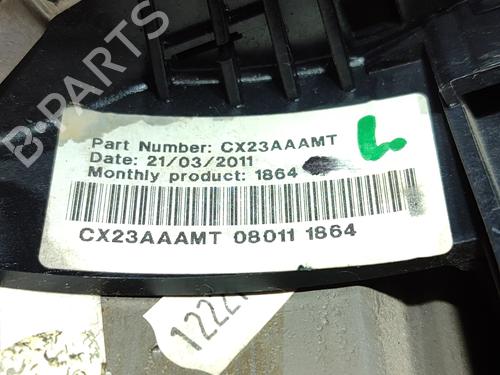 B-PARTS
Part Number: CX23AAAMT
Date: 21/03/2011
Monthly product: 1864
L
CX23AAAMT 08011 1864